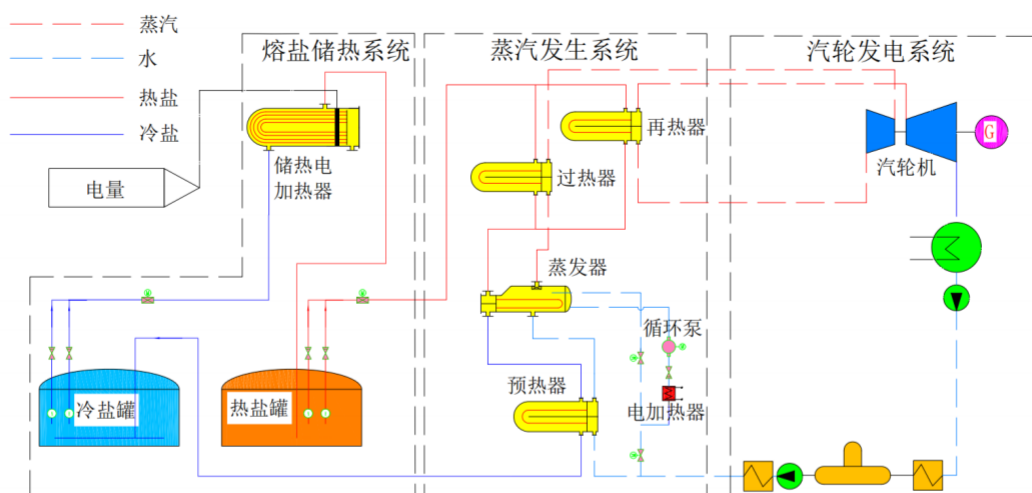 蒸汽
水
热盐
冷盐
熔盐储热系统
蒸汽发生系统
汽轮发电系统
储热电
加热器
电量
再热器
过热器
汽轮机
G
蒸发器
循环泵
预热器
电加热器
冷盐罐
热盐罐